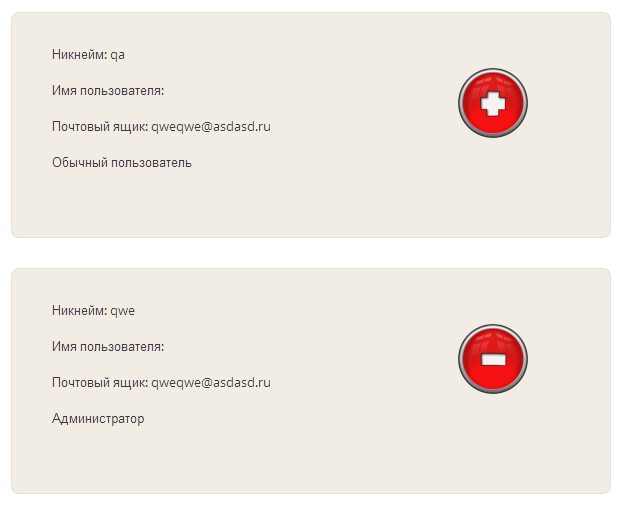 Никнейм: qa
Имя пользователя:
Почтовый ящик: qweqwe@asdasd.ru
Обычный пользователь
Никнейм: qwe
Имя пользователя:
Почтовый ящик: qweqwe@asdasd.ru
Администратор